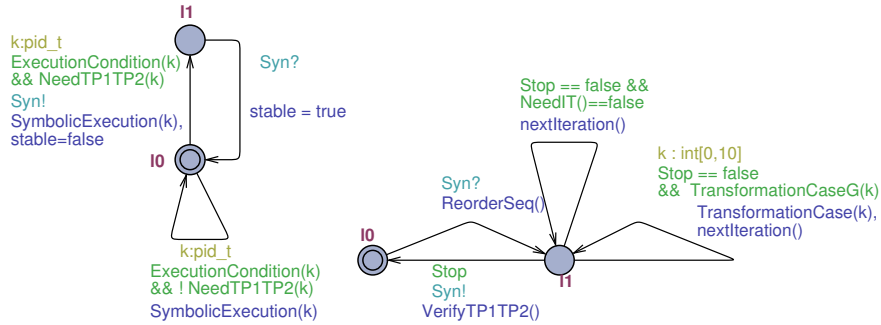 l1
k:pid_t
ExecutionCondition(k)
&& NeedTP1TP2(k)
Syn!
SymbolicExecution(k),
stable=false
Syn?
stable = true
l0
k:pid_t
ExecutionCondition(k)
&& ! NeedTP1TP2(k)
SymbolicExecution(k)
Stop == false &&
NeedIT()==false
nextIteration()
k : int[0,10]
Stop == false
&& TransformationCaseG(k)
TransformationCase(k),
nextIteration()
Syn?
ReorderSeq()
l0
l1
Stop
Syn!
VerifyTP1TP2()